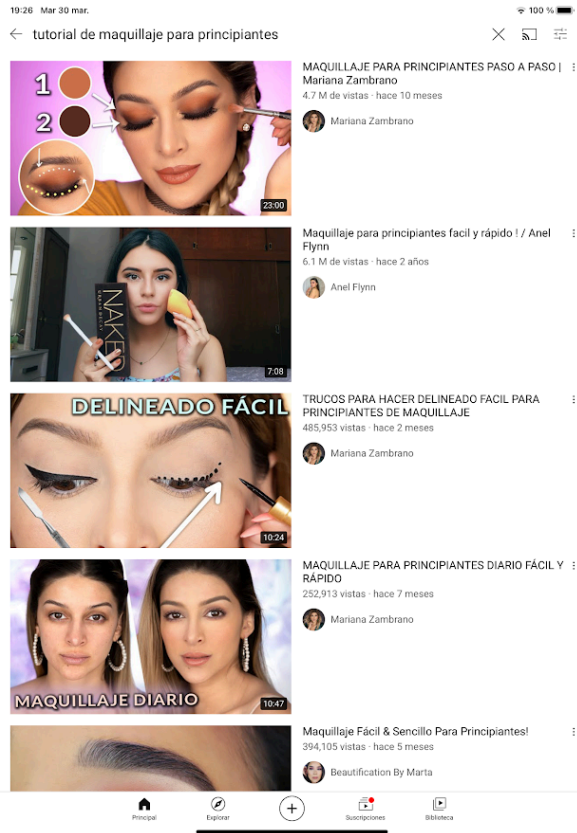 19:26 Mar 30 mar.
100 %
tutorial de maquillaje para principiantes
1
2
23:00
MAQUILLAJE PARA PRINCIPIANTES PASO A PASO |
Mariana Zambrano
4.7 M de vistas · hace 10 meses
Mariana Zambrano
NAKED
7:08
Maquillaje para principiantes facil y rápido ! / Anel
Flynn
6.1 M de vistas · hace 2 años
Anel Flynn
DELINEADO FÁCIL
10:24
TRUCOS PARA HACER DELINEADO FACIL PARA
PRINCIPIANTES DE MAQUILLAJE
485,953 vistas · hace 2 meses
Mariana Zambrano
MAQUILLAJE DIARIO
10:47
MAQUILLAJE PARA PRINCIPIANTES DIARIO FÁCIL Y
RÁPIDO
252,913 vistas · hace 7 meses
Mariana Zambrano
Maquillaje Fácil & Sencillo Para Principiantes!
394,105 vistas · hace 5 meses
Beautification By Marta
Principal
Explorar
Suscripciones
Biblioteca